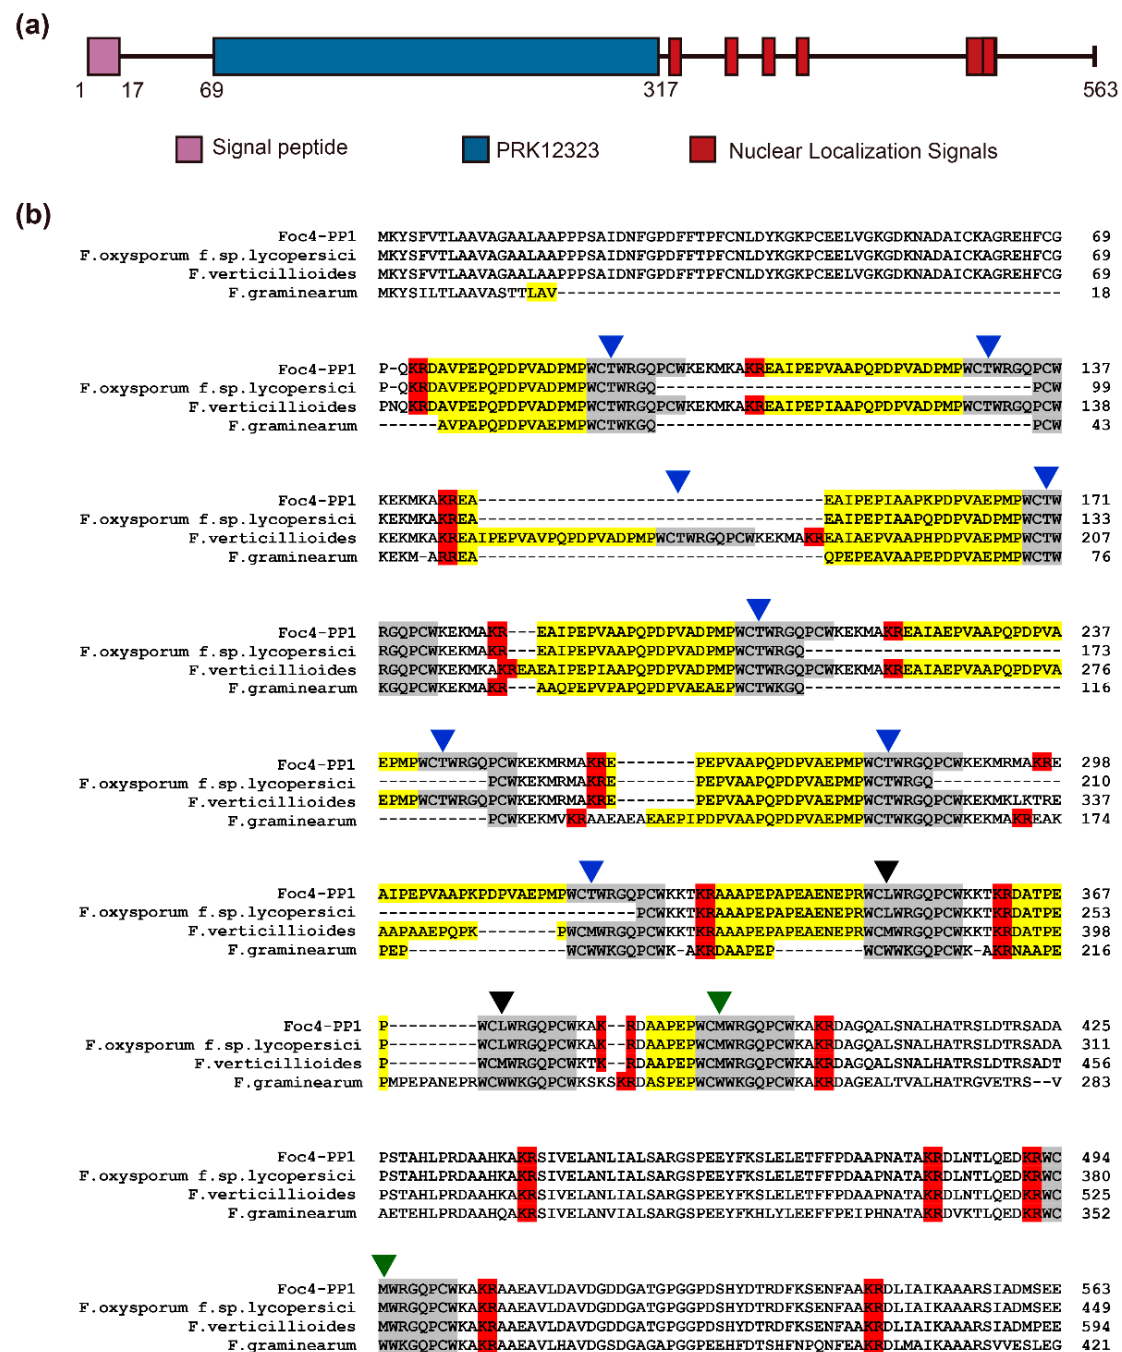 (a)
1 17 69 317 563
Signal peptide PRK12323 Nuclear Localization Signals
(b)
Foc4-PP1 MKYSFVTLAAVAGAALAAPPPSAIDNFGPDFFTPFCNLDYKGKPCEELVGKGDKNADAICKAGREHFCG 69
F.oxysporum f.sp.lycopersici MKYSFVTLAAVAGAALAAPPPSAIDNFGPDFFTPFCNLDYKGKPCEELVGKGDKNADAICKAGREHFCG 69
F.verticillioides MKYSFVTLAAVAGAALAAPPPSAIDNFGPDFFTPFCNLDYKGKPCEELVGKGDKNADAICKAGREHFCG 69
F.graminearum MKYSILTLAAVASTTLAV--------------------------------------------------- 18
Foc4-PP1 P-QKRDAVPEPQPDPVADPMPWCTWRGQPCWKEKMKAKREAIPEPVAAPQPDPVADPMPWCTWRGQPCW 137
F.oxysporum f.sp.lycopersici P-QKRDAVPEPQPDPVADPMPWCTWRGQ--------------------------------------PCW 99
F.verticillioides PNQKRDAVPEPQPDPVADPMPWCTWRGQPCWKEKMKAKREAIPEPIAAPQPDPVADPMPWCTWRGQPCW 138
F.graminearum ------AVPAPQPDPVAEPMPWCTWKGQ--------------------------------------PCW 43
Foc4-PP1 KEKMKAKREA-----------------------------------EAIPEPIAAPKPDPVAEPMPWCTW 171
F.oxysporum f.sp.lycopersici KEKMKAKREA-----------------------------------EAIPEPIAAPQPDPVADPMPWCTW 133
F.verticillioides KEKMKAKREAIPEPVAVPQPDPVADPMPWCTWRGQPCWKEKMAKREAIAEPVAAPHPDPVAEPMPWCTW 207
F.graminearum KEKM-ARREA-----------------------------------QPEPEAVAAPEPDPVAEPMPWCTW 76
Foc4-PP1 RGQPCWKEKMAKR---EAIPEPVAAPQPDPVADPMPWCTWRGQPCWKEKMAKREAIAEPVAAPQPDPVA 237
F.oxysporum f.sp.lycopersici RGQPCWKEKMAKR---EAIPEPVAAPQPDPVADPMPWCTWRGQ-------------------------- 173
F.verticillioides RGQPCWKEKMKAKREAEAIPEPIAAPQPDPVADPMPWCTWRGQPCWKEKMAKREAIAEPVAAPQPDPVA 276
F.graminearum KGQPCWKEKMAKR---AAQPEPVPAPQPDPVAEAEPWCTWKGQ-------------------------- 116
Foc4-PP1 EPMPWCTWRGQPCWKEKMRMAKRE--------PEPVAAPQPDPVAEPMPWCTWRGQPCWKEKMRMAKRE 298
F.oxysporum f.sp.lycopersici -----------PCWKEKMRMAKRE--------PEPVAAPQPDPVAEPMPWCTWRGQ------------- 210
F.verticillioides EPMPWCTWRGQPCWKEKMRMAKRE--------PEPVAAPQPDPVAEPMPWCTWRGQPCWKEKMKLKTRE 337
F.graminearum -----------PCWKEKMVKRAAEAEAEAEPIPDPVAAPQPDPVAEPMPWCTWKGQPCWKEKMAKREAK 174
Foc4-PP1 AIPEPVAAPKPDPVAEPMPWCTWRGQPCWKKTKRAAAPEPAPEAENEPRWCLWRGQPCWKKTKRDATPE 367
F.oxysporum f.sp.lycopersici --------------------------PCWKKTKRAAAPEPAPEAENEPRWCLWRGQPCWKKTKRDATPE 253
F.verticillioides AAPAAEPQPK--------PWCMWRGQPCWKKTKRAAAPEPAPEAENEPRWCMWRGQPCWKKTKRDATPE 398
F.graminearum PEP----------------WCWWKGQPCWK-AKRDAAPEP---------WCWWKGQPCWK-AKRNAAPE 216
Foc4-PP1 P---------WCLWRGQPCWKAK--RDAAPEPWCMWRGQPCWKAKRDAGQALSNALHATRSLDTRSADA 425
F.oxysporum f.sp.lycopersici P---------WCLWRGQPCWKAK--RDAAPEPWCMWRGQPCWKAKRDAGQALSNALHATRSLDTRSADA 311
F.verticillioides P---------WCMWRGQPCWKTK--RDAAPEPWCMWRGQPCWKAKRDAGQALSNALHATRSLDTRSADT 456
F.graminearum PMPEPANEPRWCWWKGQPCWKSKSKRDASPEPWCWWKGQPCWKAKRDAGEALTVALHATRGVETRS--V 283
Foc4-PP1 PSTAHLPRDAAHKAKRSIVELANLIALSARGSPEEYFKSLELETFFPDAAPNATAKRDLNTLQEDKRWC 494
F.oxysporum f.sp.lycopersici PSTAHLPRDAAHKAKRSIVELANLIALSARGSPEEYFKSLELETFFPDAAPNATAKRDLNTLQEDKRWC 380
F.verticillioides PSTAHLPRDAAHKAKRSIVELANLIALSARGSPEEYFKSLELETFFPDAAPNATAKRDLNTLQEDKRWC 525
F.graminearum AETEHLPRDAAHQAKRSIVELANVIALSARGSPEEYFKHLYLEEFFPEIPHNATAKRDVKTLQEDKRWC 352
Foc4-PP1 MWRGQPCWKAKRAAEAVLDAVDGDDGATGPGGPDSHYDTRDFKSENFAAKRDLIAIKAAARSIADMSEE 563
F.oxysporum f.sp.lycopersici MWRGQPCWKAKRAAEAVLDAVDGDDGATGPGGPDSHYDTRDFKSENFAAKRDLIAIKAAARSIADMSEE 449
F.verticillioides MWRGQPCWKAKRAAEAVLDAVDGDDGATGPGGPDSHYDTRDFKSENFAAKRDLIAIKAAARSIADMPEE 594
F.graminearum WWKGQPCWKAKRAAEAVLHAVDGSDGAGAPGGPEEHFDTSHFNPQNFEAKRDLMAIKAAARSVVESLEG 421